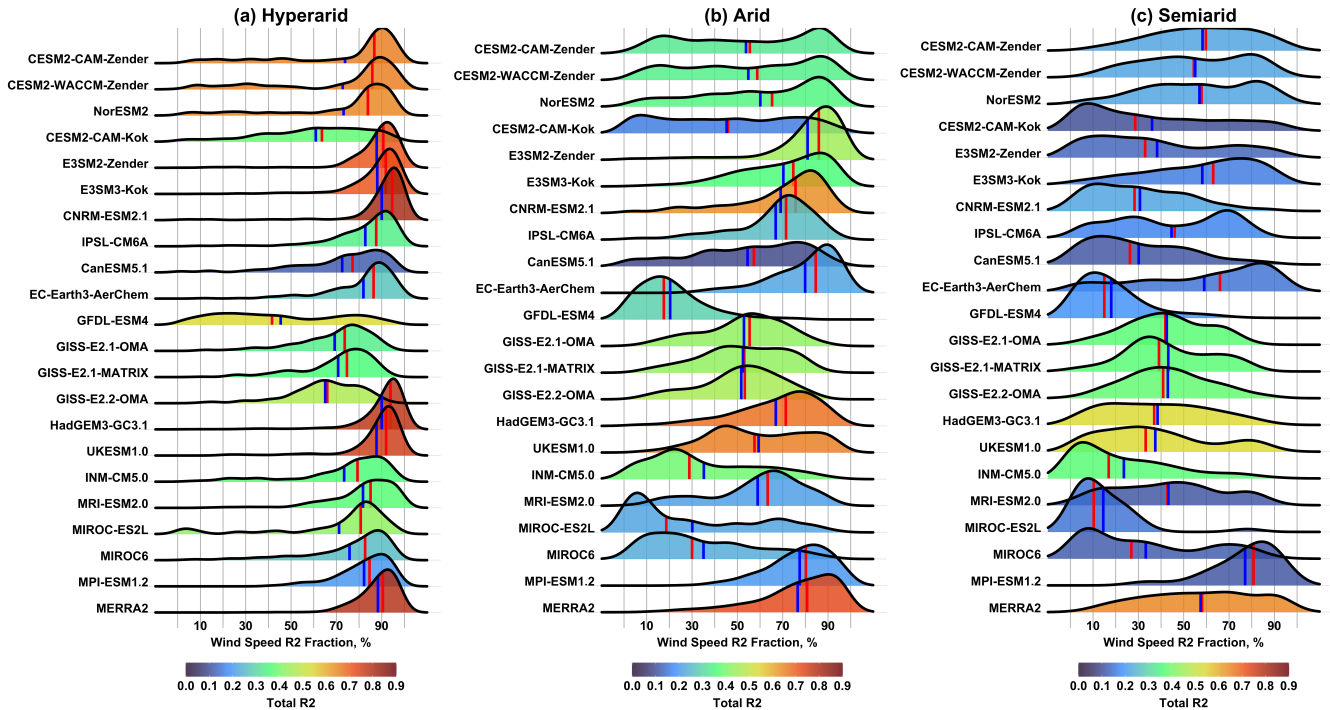 (a) Hyperarid
CESM2-CAM-Zender
CESM2-WACCM-Zender
NorESM2
CESM2-CAM-Kok
E3SM2-Zender
E3SM3-Kok
CNRM-ESM2.1
IPSL-CM6A
CanESM5.1
EC-Earth3-AerChem
GFDL-ESM4
GISS-E2.1-OMA
GISS-E2.1-MATRIX
GISS-E2.2-OMA
HadGEM3-GC3.1
UKESM1.0
INM-CM5.0
MRI-ESM2.0
MIROC-ES2L
MIROC6
MPI-ESM1.2
MERRA2
10 30 50 70 90
Wind Speed R2 Fraction, %
0.0 0.1 0.2 0.3 0.4 0.6 0.7 0.8 0.9
Total R2
(b) Arid
CESM2-CAM-Zender
CESM2-WACCM-Zender
NorESM2
CESM2-CAM-Kok
E3SM2-Zender
E3SM3-Kok
CNRM-ESM2.1
IPSL-CM6A
CanESM5.1
EC-Earth3-AerChem
GFDL-ESM4
GISS-E2.1-OMA
GISS-E2.1-MATRIX
GISS-E2.2-OMA
HadGEM3-GC3.1
UKESM1.0
INM-CM5.0
MRI-ESM2.0
MIROC-ES2L
MIROC6
MPI-ESM1.2
MERRA2
10 30 50 70 90
Wind Speed R2 Fraction, %
0.0 0.1 0.2 0.3 0.4 0.6 0.7 0.8 0.9
Total R2
(c) Semiarid
CESM2-CAM-Zender
CESM2-WACCM-Zender
NorESM2
CESM2-CAM-Kok
E3SM2-Zender
E3SM3-Kok
CNRM-ESM2.1
IPSL-CM6A
CanESM5.1
EC-Earth3-AerChem
GFDL-ESM4
GISS-E2.1-OMA
GISS-E2.1-MATRIX
GISS-E2.2-OMA
HadGEM3-GC3.1
UKESM1.0
INM-CM5.0
MRI-ESM2.0
MIROC-ES2L
MIROC6
MPI-ESM1.2
MERRA2
10 30 50 70 90
Wind Speed R2 Fraction, %
0.0 0.1 0.2 0.3 0.4 0.6 0.7 0.8 0.9
Total R2